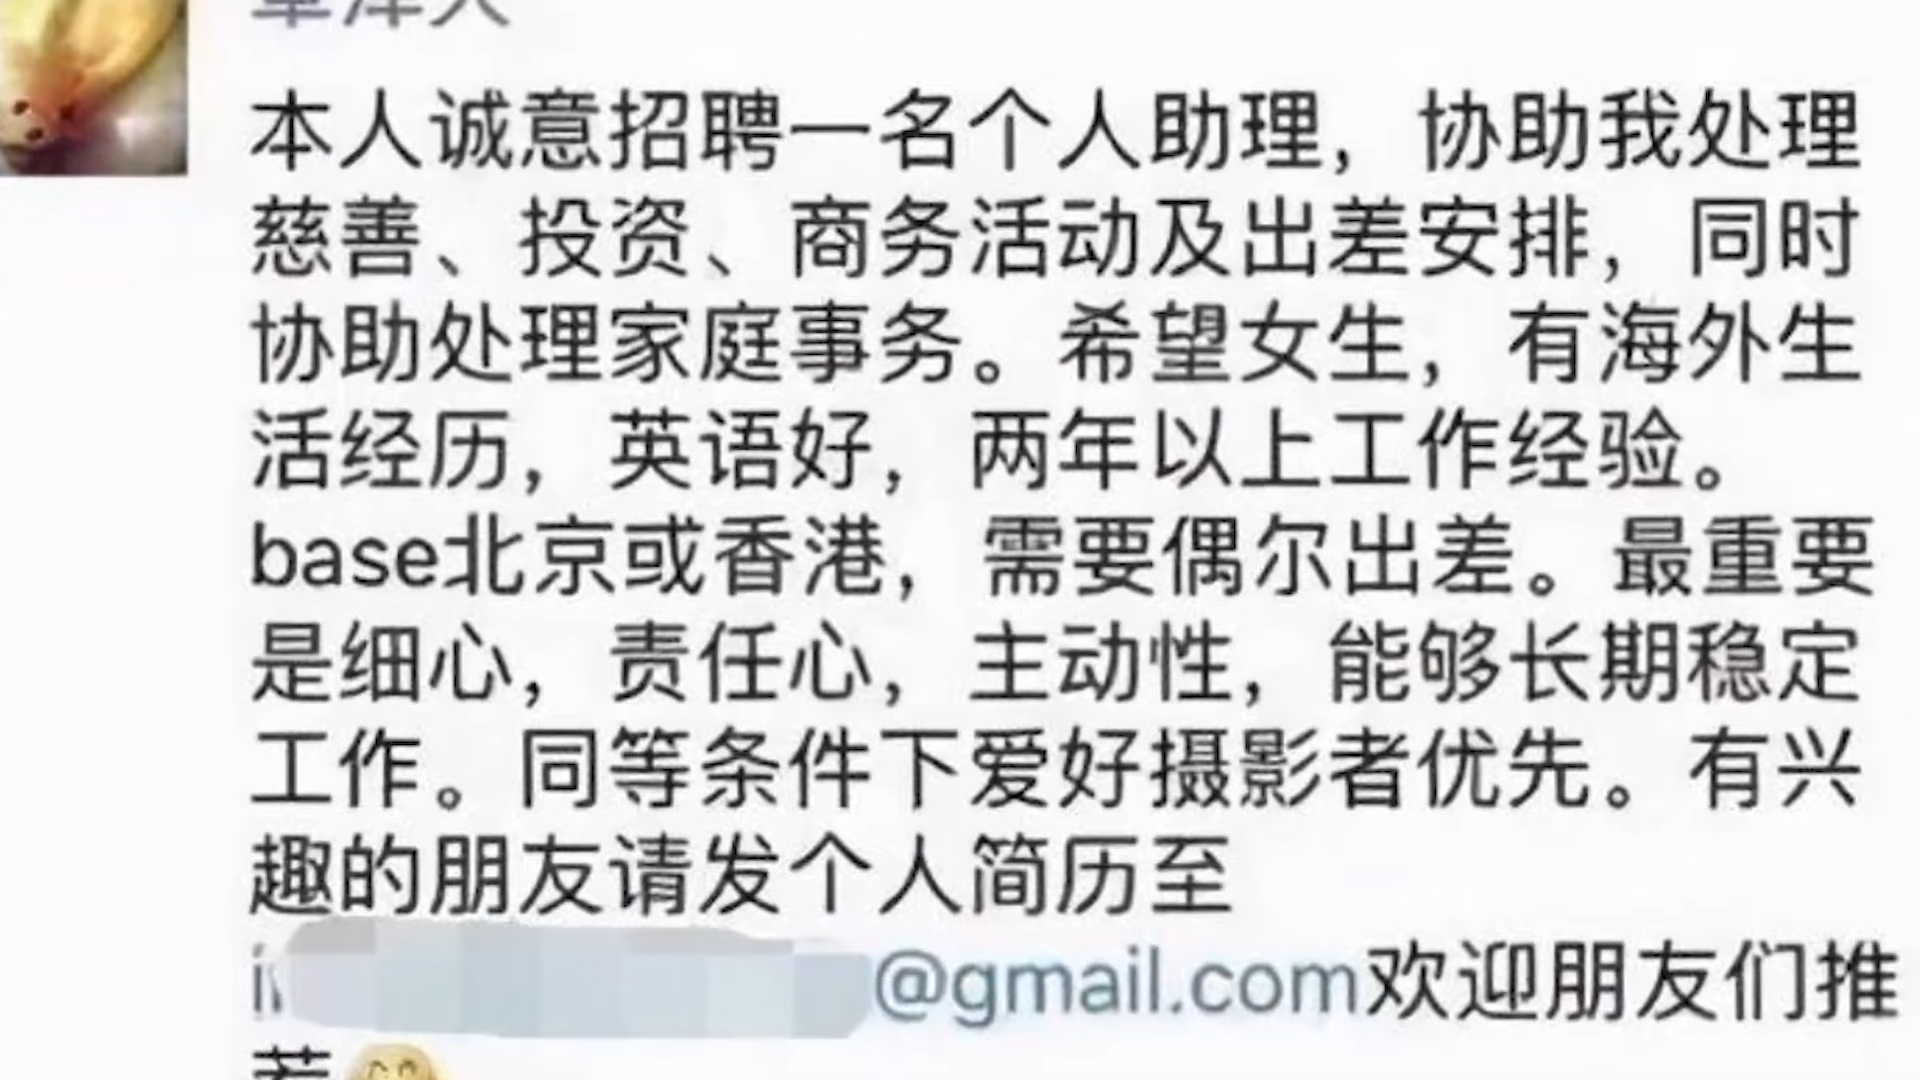 本人诚意招聘一名个人助理，协助我处理
慈善、投资、商务活动及出差安排，同时
协助处理家庭事务。希望女生，有海外生
活经历，英语好，两年以上工作经验。
base北京或香港，需要偶尔出差。最重要
是细心，责任心，主动性，能够长期稳定
工作。同等条件下爱好摄影者优先。有兴
趣的朋友请发个人简历至
@gmail.com欢迎朋友们推
荐